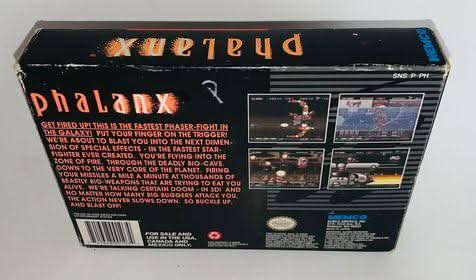 PHALANX
PHALANX
KEMCO
SNS P PH
PHALANX
GET FIRED UP! THIS IS THE FASTEST PHASER-FIGHT IN
THE GALAXY! PUT YOUR FINGER ON THE TRIGGER!
WE'RE ABOUT TO BLAST YOU INTO THE NEXT DIMEN-
SION OF SPECIAL EFFECTS - IN THE FASTEST STAR-
FIGHTER EVER CREATED. YOU'RE FLYING INTO THE
ZONE OF FIRE. THROUGH THE DEADLY BIO-CAVE.
DOWN TO THE VERY CORE OF THE PLANET. FIRING
YOUR MISSILES A MILE A MINUTE AT THOUSANDS OF
BEASTLY BIO-WEAPONS THAT ARE TRYING TO EAT YOU
ALIVE. WE'RE TALKING CERTAIN DOOM - IN 3D! AND
NO MATTER HOW MANY BIG BUGGERS ATTACK YOU,
THE ACTION NEVER SLOWS DOWN. SO BUCKLE UP.
AND BLAST OFF!
FOR SALE AND
USE IN THE USA,
CANADA AND
MEXICO ONLY.
KEMCO